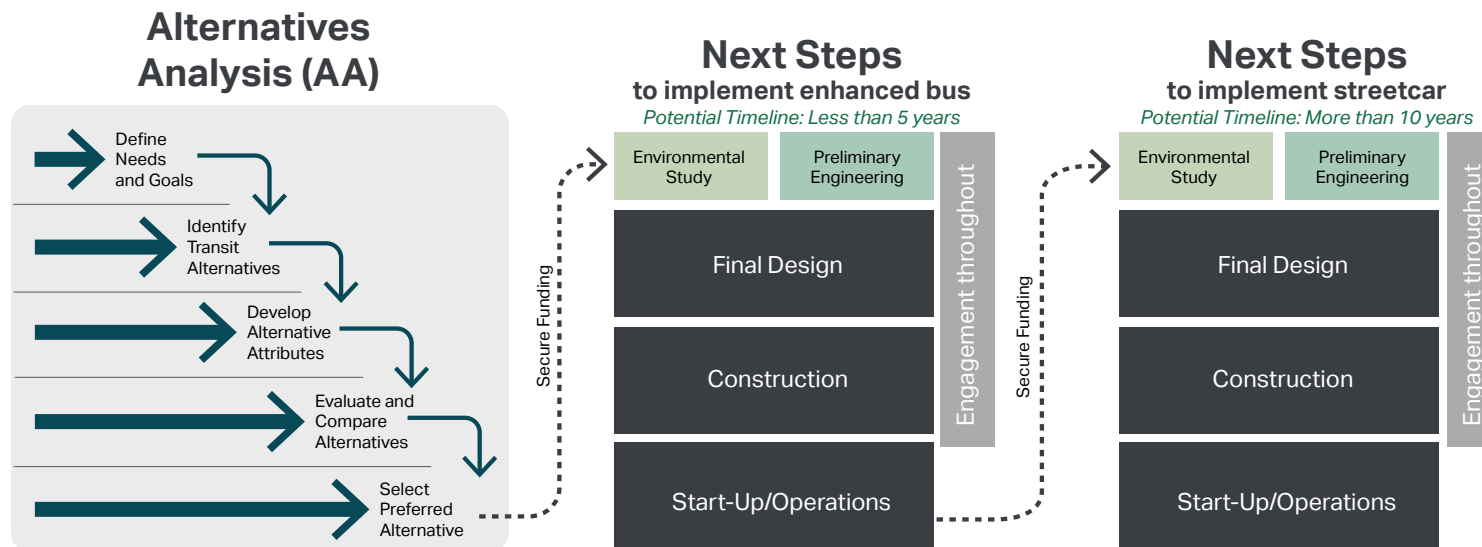 Alternatives
Analysis (AA)
Define
Needs
and Goals
Identify
Transit
Alternatives
Develop
Alternative
Attributes
Evaluate and
Compare
Alternatives
Select
Preferred
Alternative
Secure Funding
Next Steps
to implement enhanced bus
Potential Timeline: Less than 5 years
Environmental
Study
Preliminary
Engineering
Engagement throughout
Final Design
Construction
Start-Up/Operations
Secure Funding
Next Steps
to implement streetcar
Potential Timeline: More than 10 years
Environmental
Study
Preliminary
Engineering
Engagement throughout
Final Design
Construction
Start-Up/Operations